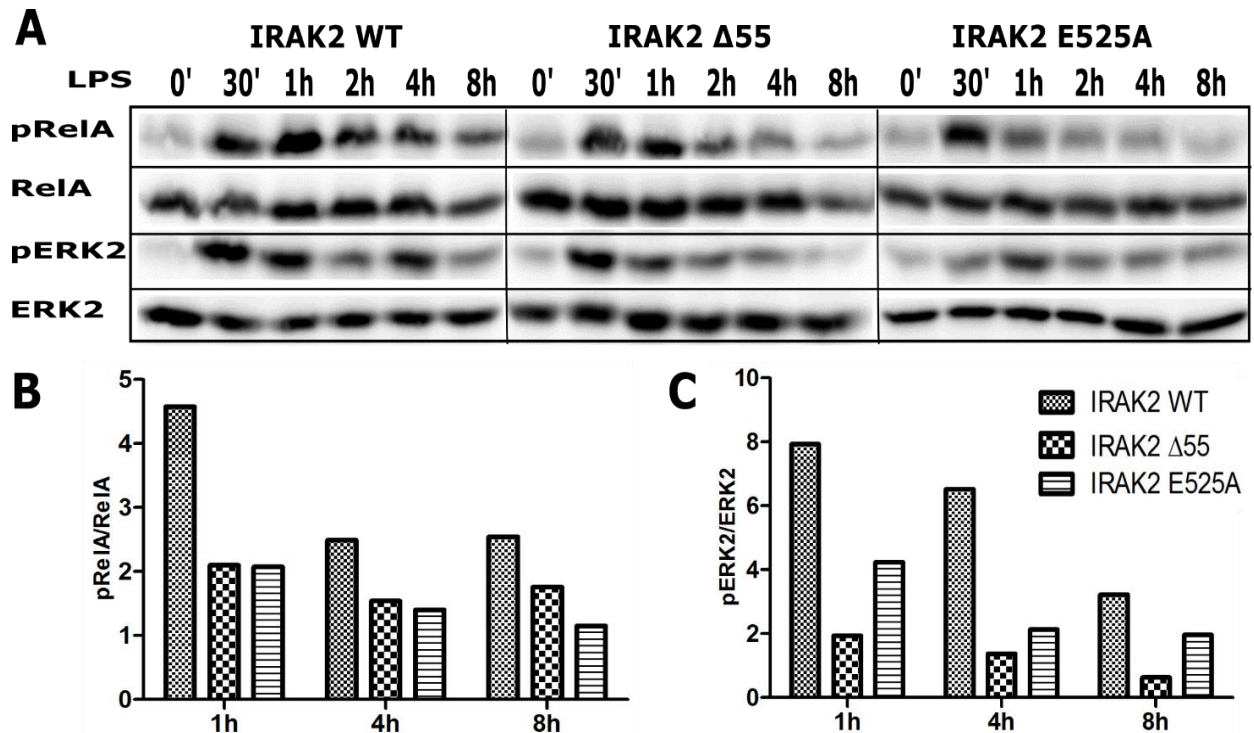 A
IRAK2 WT IRAK2 Δ55 IRAK2 E525A
LPS 0' 30' 1h 2h 4h 8h 0' 30' 1h 2h 4h 8h 0' 30' 1h 2h 4h 8h
pRelA
RelA
pERK2
ERK2
B
pRelA/RelA
5
4
3
2
1
0
1h 4h 8h
C
pERK2/ERK2
10
8
6
4
2
0
1h 4h 8h
IRAK2 WT
IRAK2 Δ55
IRAK2 E525A